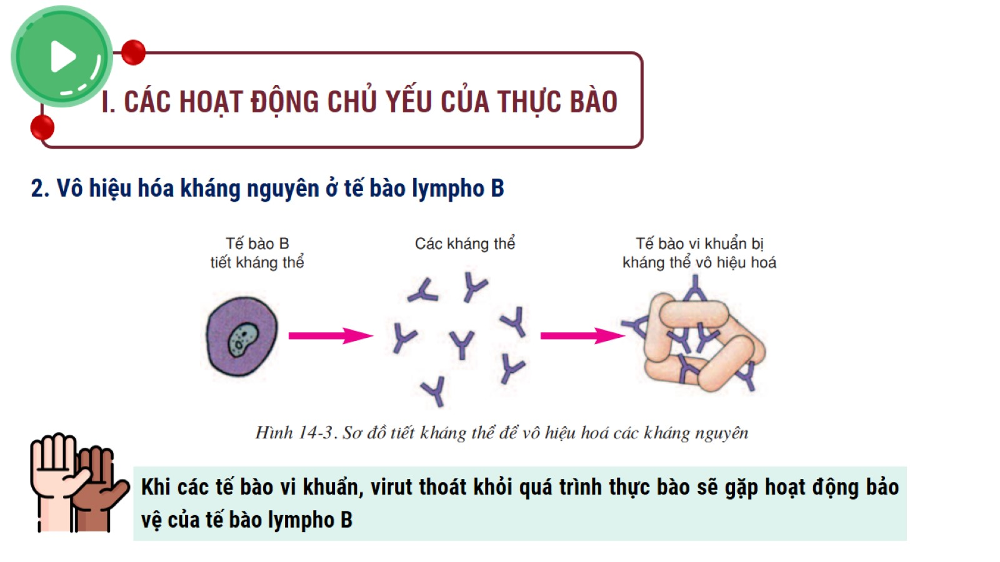 I. CÁC HOẠT ĐỘNG CHỦ YẾU CỦA THỰC BÀO
2. Vô hiệu hóa kháng nguyên ở tế bào lympho B
Tế bào B
tiết kháng thể
Các kháng thể
Tế bào vi khuẩn bị
kháng thể vô hiệu hoá
Hình 14-3. Sơ đồ tiết kháng thể để vô hiệu hoá các kháng nguyên
Khi các tế bào vi khuẩn, virut thoát khỏi quá trình thực bào sẽ gặp hoạt động bảo
vệ của tế bào lympho B